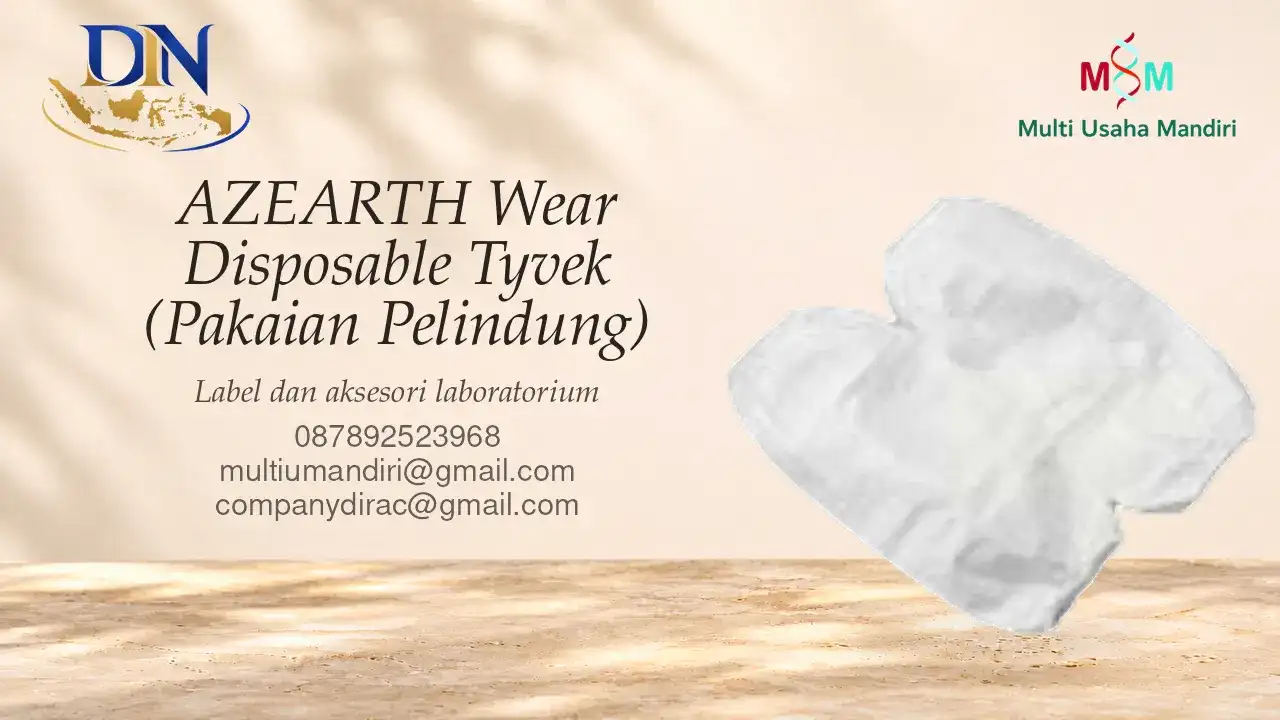 DN
M M
Multi Usaha Mandiri
AZEARTH Wear
Disposable Tyvek
(Pakaian Pelindung)
Label dan aksesori laboratorium
087892523968
multiumandiri@gmail.com
companydirac@gmail.com